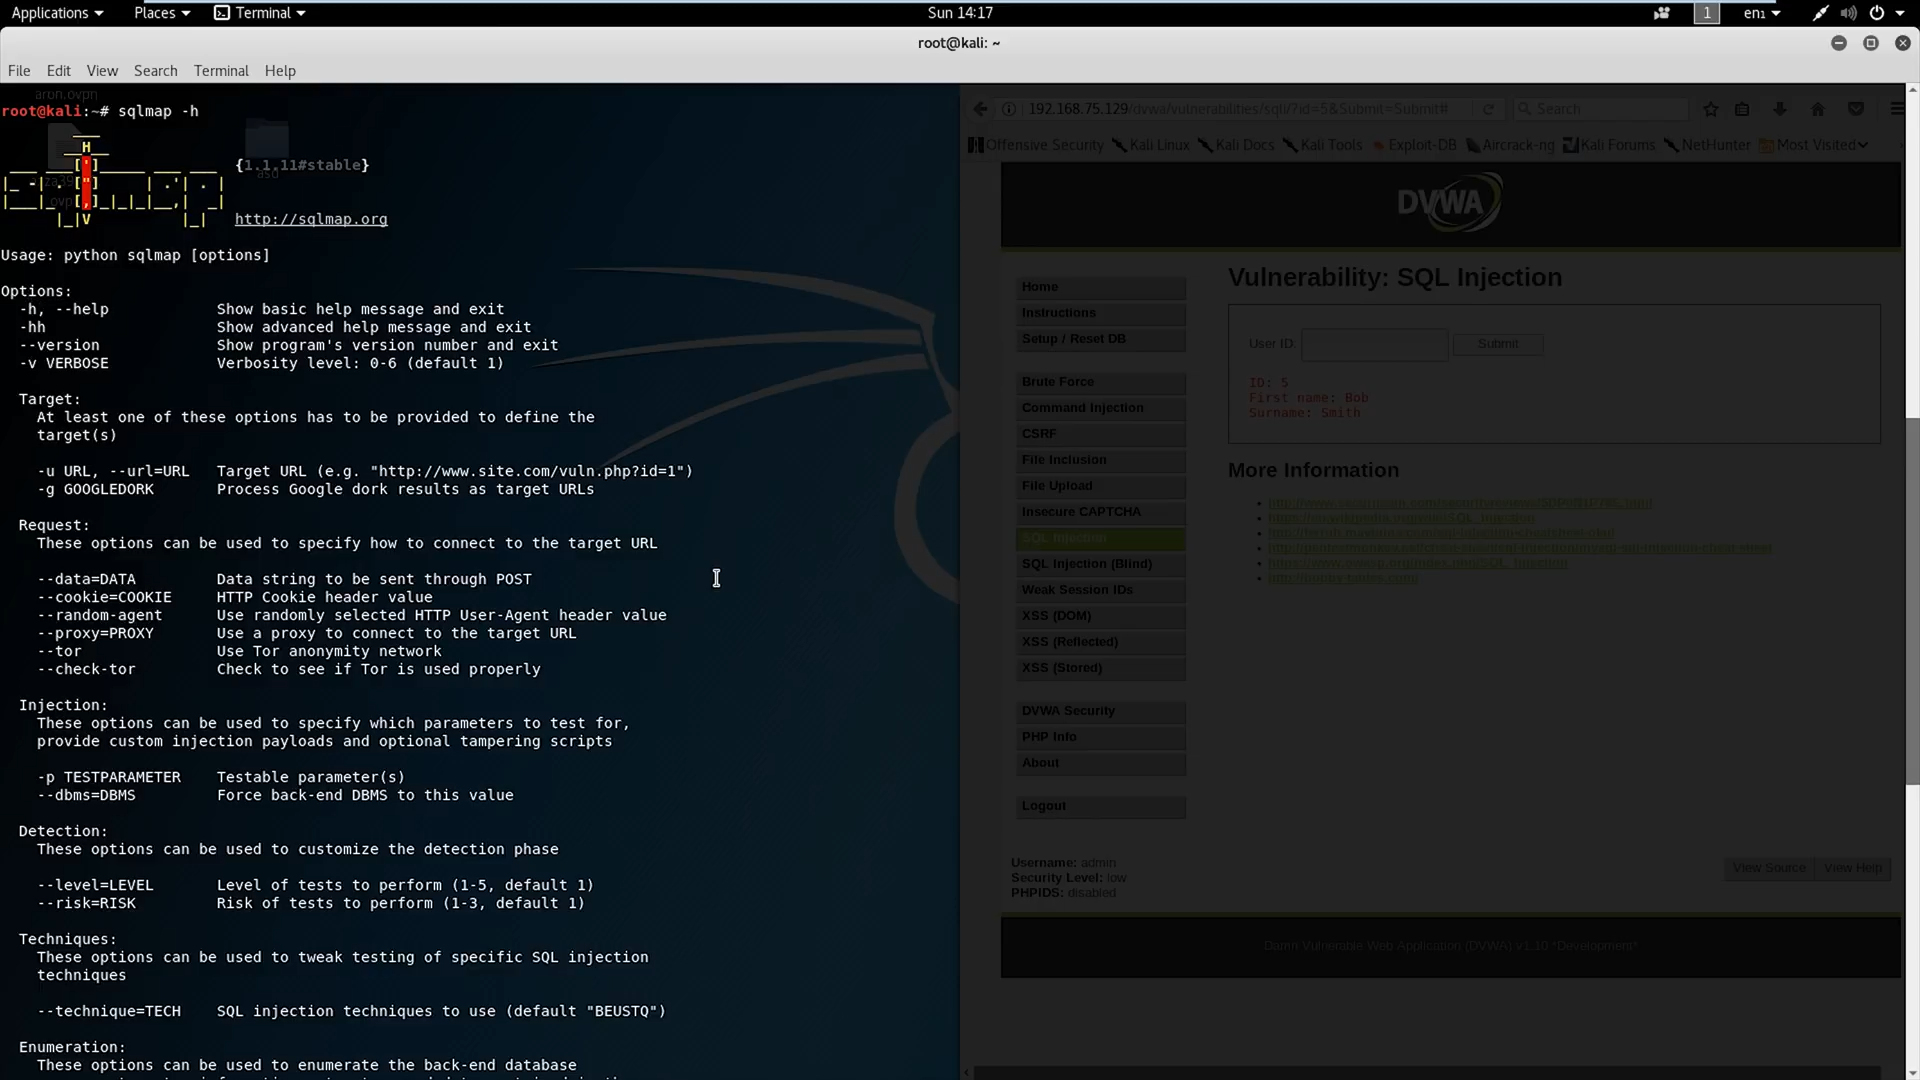 Applications
Places
Terminal
Sun 14:17
1
en1
root@kali: ~
File Edit View Search Terminal Help
root@kali:~# sqlmap -h
{1.1.11#stable}
http://sqlmap.org
Usage: python sqlmap [options]
Options:
-h, --help Show basic help message and exit
-hh Show advanced help message and exit
--version Show program's version number and exit
-v VERBOSE Verbosity level: 0-6 (default 1)
Target:
At least one of these options has to be provided to define the
target(s)
-u URL, --url=URL Target URL (e.g. "http://www.site.com/vuln.php?id=1")
-g GOOGLEDORK Process Google dork results as target URLs
Request:
These options can be used to specify how to connect to the target URL
--data=DATA Data string to be sent through POST
--cookie=COOKIE HTTP Cookie header value
--random-agent Use randomly selected HTTP User-Agent header value
--proxy=PROXY Use a proxy to connect to the target URL
--tor Use Tor anonymity network
--check-tor Check to see if Tor is used properly
Injection:
These options can be used to specify which parameters to test for,
provide custom injection payloads and optional tampering scripts
-p TESTPARAMETER Testable parameter(s)
--dbms=DBMS Force back-end DBMS to this value
Detection:
These options can be used to customize the detection phase
--level=LEVEL Level of tests to perform (1-5, default 1)
--risk=RISK Risk of tests to perform (1-3, default 1)
Techniques:
These options can be used to tweak testing of specific SQL injection
techniques
--technique=TECH SQL injection techniques to use (default "BEUSTQ")
Enumeration:
These options can be used to enumerate the back-end database
192.168.75.129/dvwa/vulnerabilities/sqli/?id=5&Submit=Submit#
Search
Offensive Security Kali Linux Kali Docs Kali Tools Exploit-DB Aircrack-ng Kali Forums NetHunter Most Visited
DVWA
Home
Instructions
Setup / Reset DB
Brute Force
Command Injection
CSRF
File Inclusion
File Upload
Insecure CAPTCHA
SQL Injection
SQL Injection (Blind)
Weak Session IDs
XSS (DOM)
XSS (Reflected)
XSS (Stored)
DVWA Security
PHP Info
About
Logout
Vulnerability: SQL Injection
User ID:
Submit
ID: 5
First name: Bob
Surname: Smith
More Information
Username: admin
Security Level: low
PHPIDS: disabled
View Source
View Help
Damn Vulnerable Web Application (DVWA) v1.10 *Development*